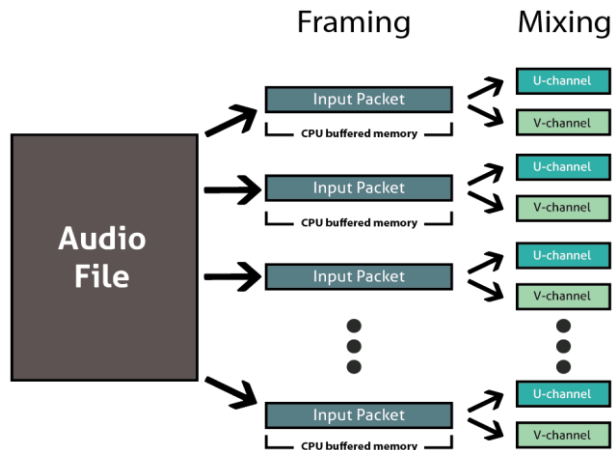 Framing
Mixing
Audio
File
Input Packet
CPU buffered memory
U-channel
V-channel
Input Packet
CPU buffered memory
U-channel
V-channel
Input Packet
U-channel
V-channel
Input Packet
CPU buffered memory
U-channel
V-channel